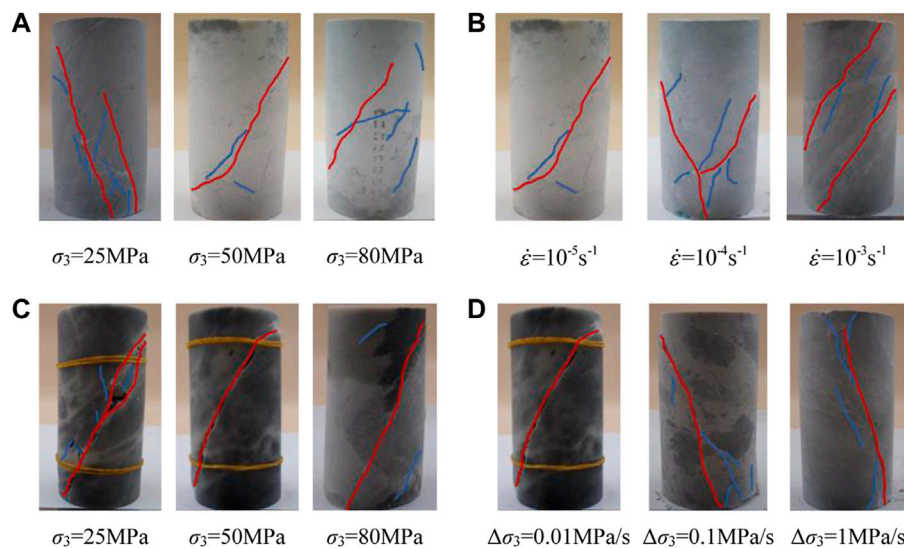 A
B
σ₃=25MPa σ₃=50MPa σ₃=80MPa
ε̇=10⁻⁵s⁻¹ ε̇=10⁻⁴s⁻¹ ε̇=10⁻³s⁻¹
C
D
σ₃=25MPa σ₃=50MPa σ₃=80MPa
Δσ₃=0.01MPa/s Δσ₃=0.1MPa/s Δσ₃=1MPa/s